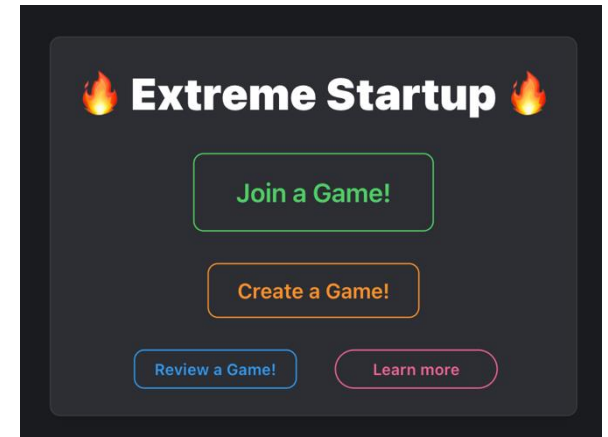 🔥 Extreme Startup 🔥
Join a Game!
Create a Game!
Review a Game! Learn more